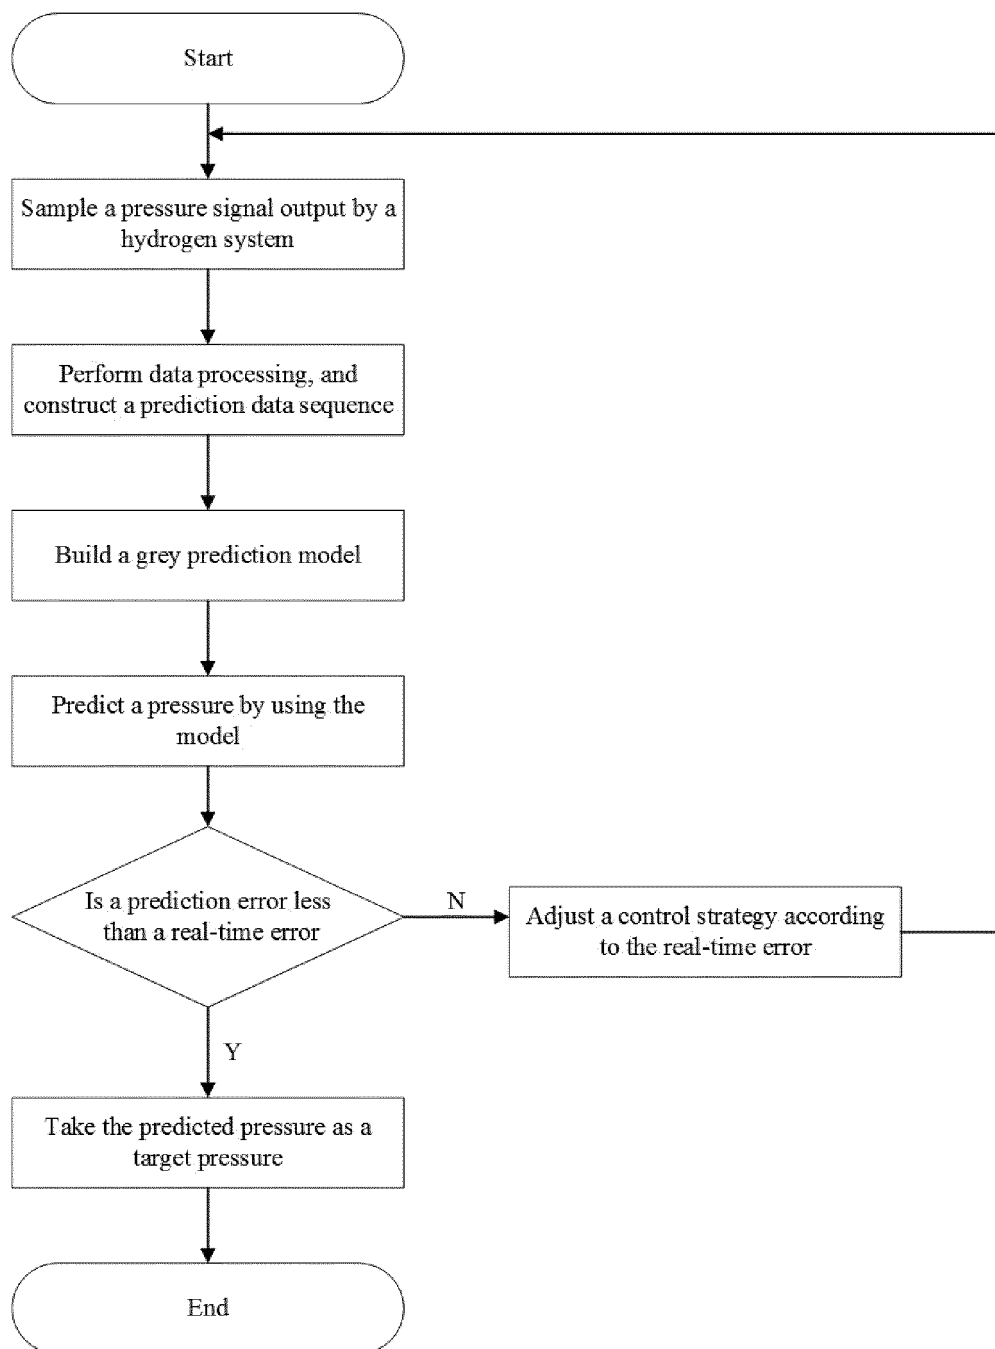 Start
Sample a pressure signal output by a
hydrogen system
Perform data processing, and
construct a prediction data sequence
Build a grey prediction model
Predict a pressure by using the
model
Is a prediction error less
than a real-time error
N
Adjust a control strategy according
to the real-time error
Y
Take the predicted pressure as a
target pressure
End